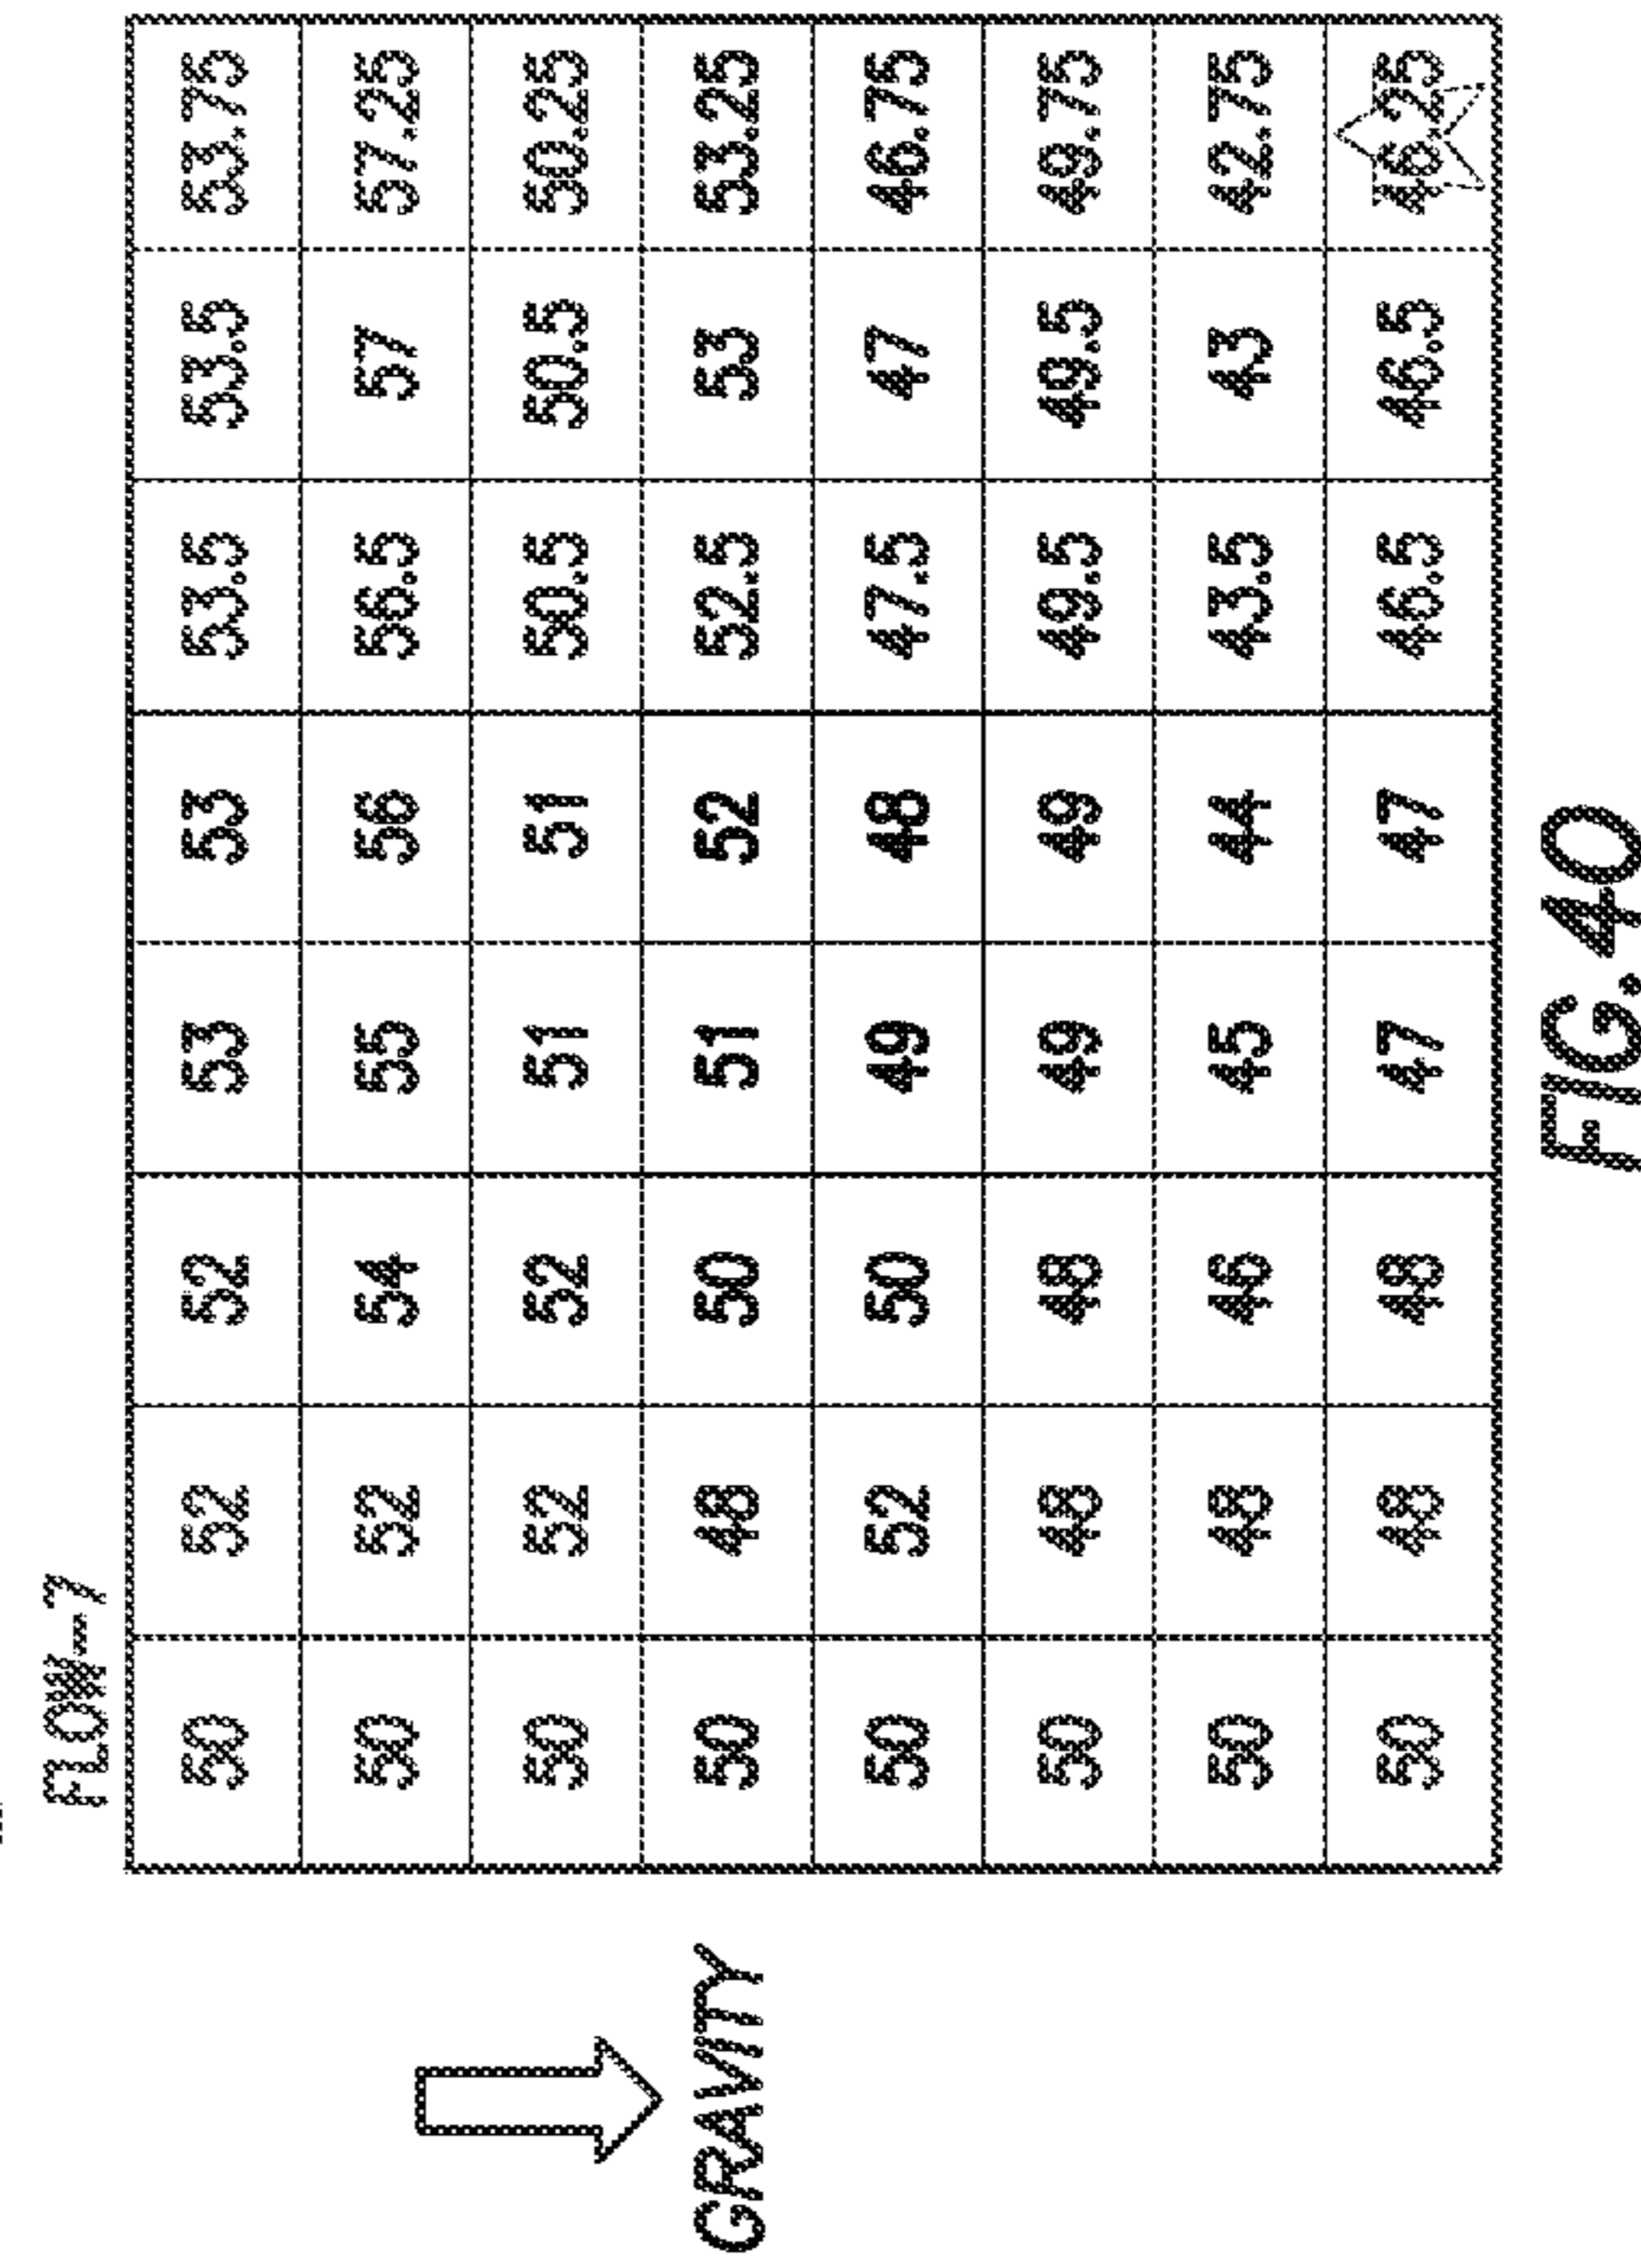 FLOW-7
50 52 52 53 53 53.5 53.5 53.75
50 52 54 55 56 56.5 57 57.25
50 52 52 51 51 50.5 50.5 50.25
50 48 50 51 52 52.5 53 53.25
50 52 50 49 48 47.5 47 46.75
50 48 48 49 49 49.5 49.5 49.75
50 48 46 45 44 43.5 43 42.75
50 48 48 47 47 46.5 46.5 46.25
GRAVITY
FIG. 40